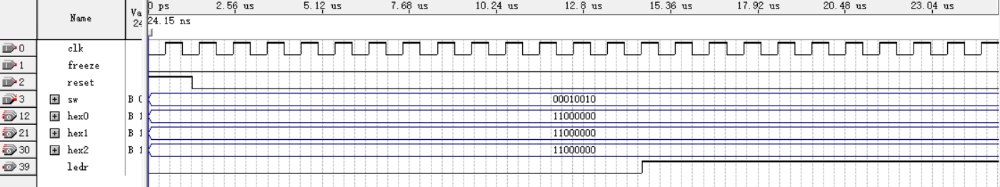 0 ps 2.56 us 5.12 us 7.68 us 10.24 us 12.8 us 15.36 us 17.92 us 20.48 us 23.04 us
Name Va 24.15 ns
24
0 clk
1 freeze
2 reset
3 sw B 0 00010010
12 hex0 B 1 11000000
21 hex1 B 1 11000000
30 hex2 B 1 11000000
39 ledr